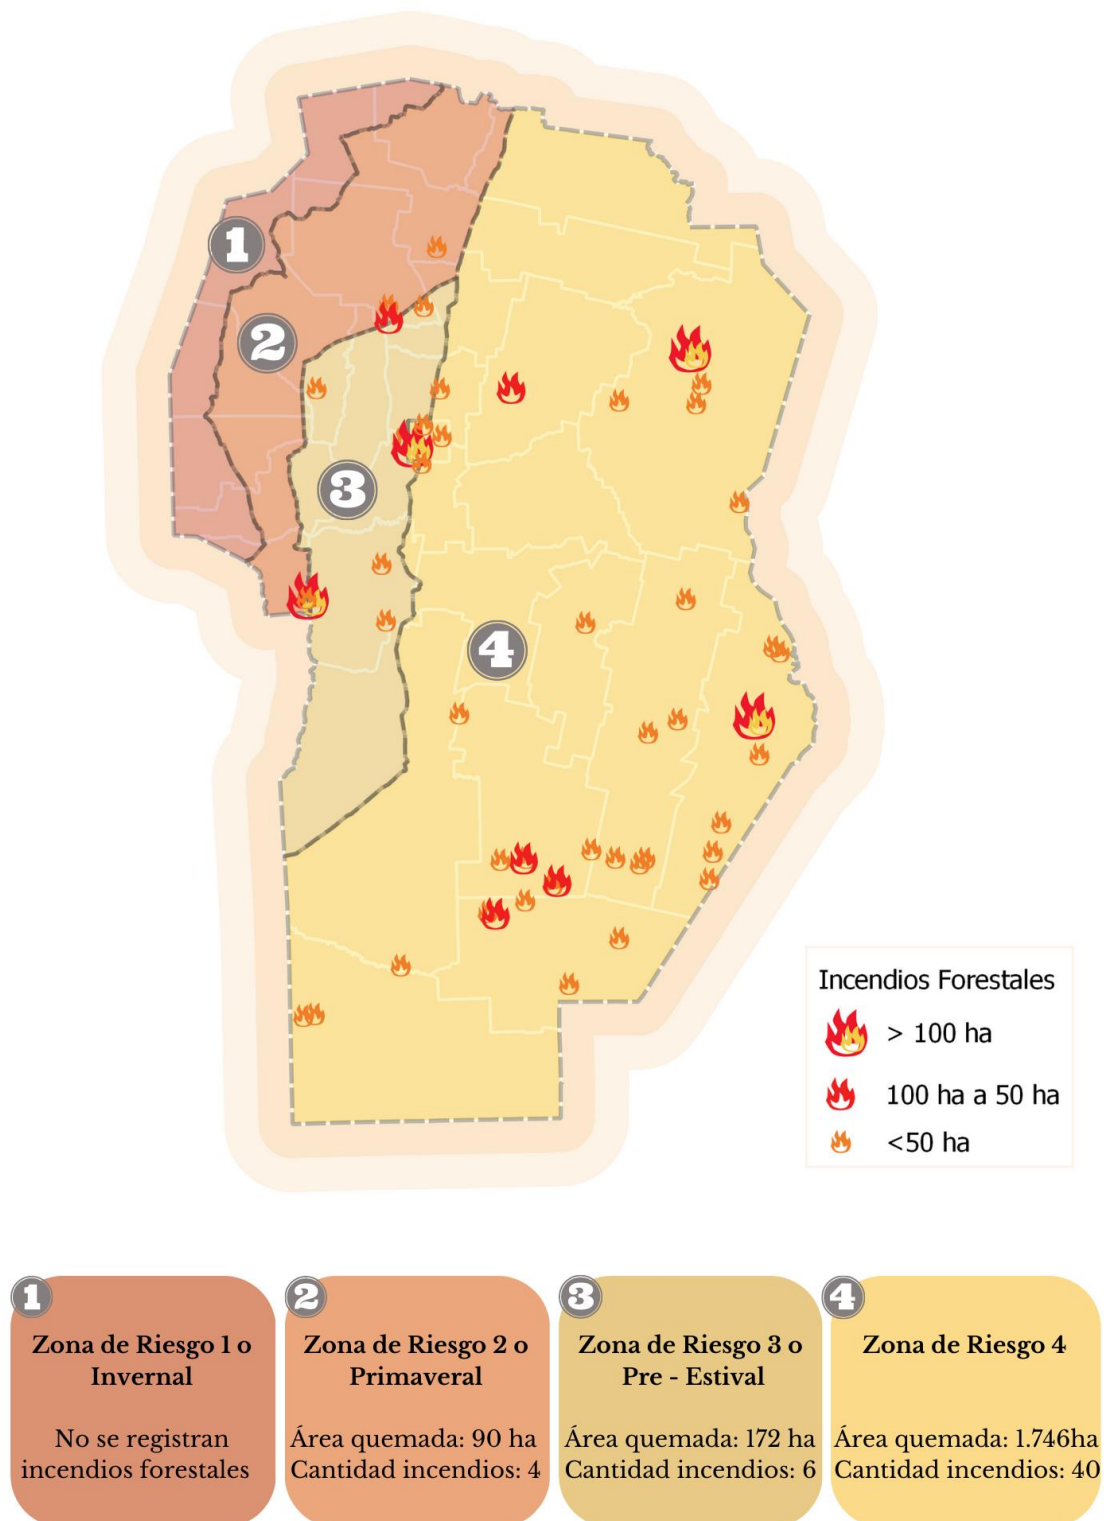 1
2
3
4
Incendios Forestales
> 100 ha
100 ha a 50 ha
<50 ha
1
Zona de Riesgo 1 o
Invernal
No se registran
incendios forestales
2
Zona de Riesgo 2 o
Primaveral
Área quemada: 90 ha
Cantidad incendios: 4
3
Zona de Riesgo 3 o
Pre - Estival
Área quemada: 172 ha
Cantidad incendios: 6
4
Zona de Riesgo 4
Área quemada: 1.746ha
Cantidad incendios: 40